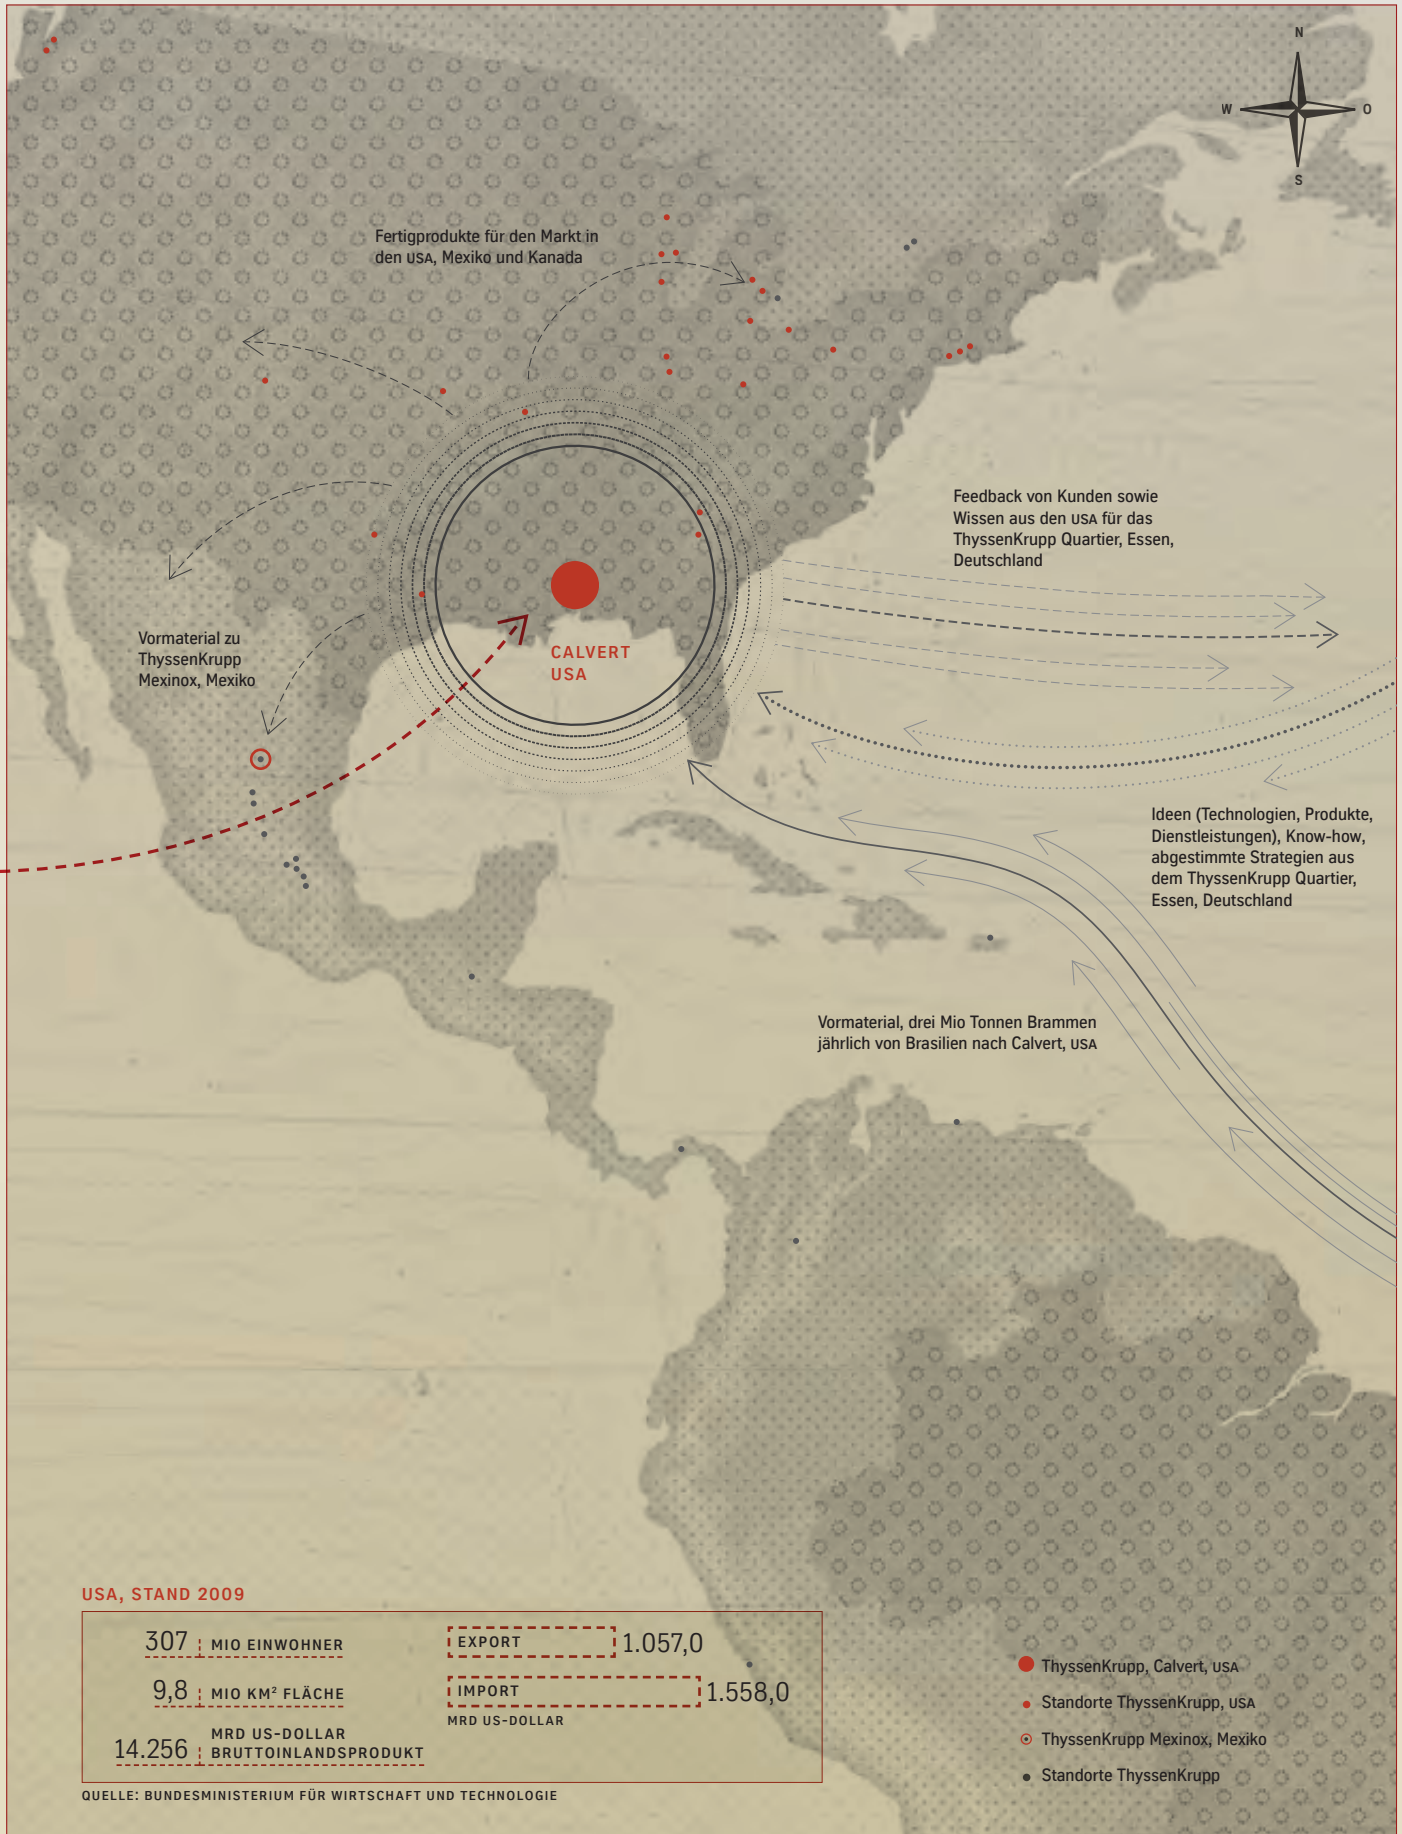 N
W
O
S
Fertigprodukte für den Markt in
den USA, Mexiko und Kanada
Feedback von Kunden sowie
Wissen aus den USA für das
ThyssenKrupp Quartier, Essen,
Deutschland
Vormaterial zu
ThyssenKrupp
Mexinox, Mexiko
CALVERT
USA
Ideen (Technologien, Produkte,
Dienstleistungen), Know-how,
abgestimmte Strategien aus
dem ThyssenKrupp Quartier,
Essen, Deutschland
Vormaterial, drei Mio Tonnen Brammen
jährlich von Brasilien nach Calvert, USA
USA, STAND 2009
307 MIO EINWOHNER
9,8 MIO KM² FLÄCHE
14.256 MRD US-DOLLAR
BRUTTOINLANDSPRODUKT
EXPORT 1.057,0
IMPORT 1.558,0
MRD US-DOLLAR
QUELLE: BUNDESMINISTERIUM FÜR WIRTSCHAFT UND TECHNOLOGIE
ThyssenKrupp, Calvert, USA
Standorte ThyssenKrupp, USA
ThyssenKrupp Mexinox, Mexiko
Standorte ThyssenKrupp